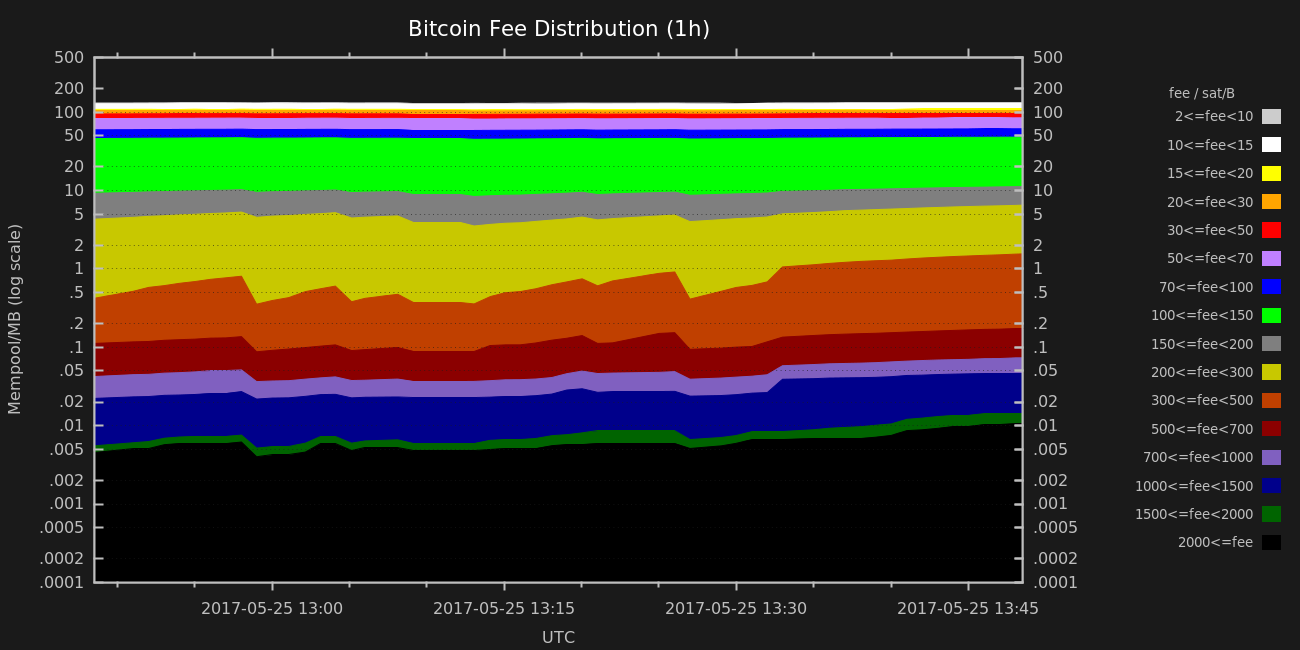 Bitcoin Fee Distribution (1h)
500
200
100
50
20
10
5
2
1
.5
.2
.1
.05
.02
.01
.005
.002
.001
.0005
.0002
.0001
Mempool/MB (log scale)
500
200
100
50
20
10
5
2
1
.5
.2
.1
.05
.02
.01
.005
.002
.001
.0005
.0002
.0001
2017-05-25 13:00
2017-05-25 13:15
2017-05-25 13:30
2017-05-25 13:45
UTC
fee / sat/B
2<=fee<10
10<=fee<15
15<=fee<20
20<=fee<30
30<=fee<50
50<=fee<70
70<=fee<100
100<=fee<150
150<=fee<200
200<=fee<300
300<=fee<500
500<=fee<700
700<=fee<1000
1000<=fee<1500
1500<=fee<2000
2000<=fee